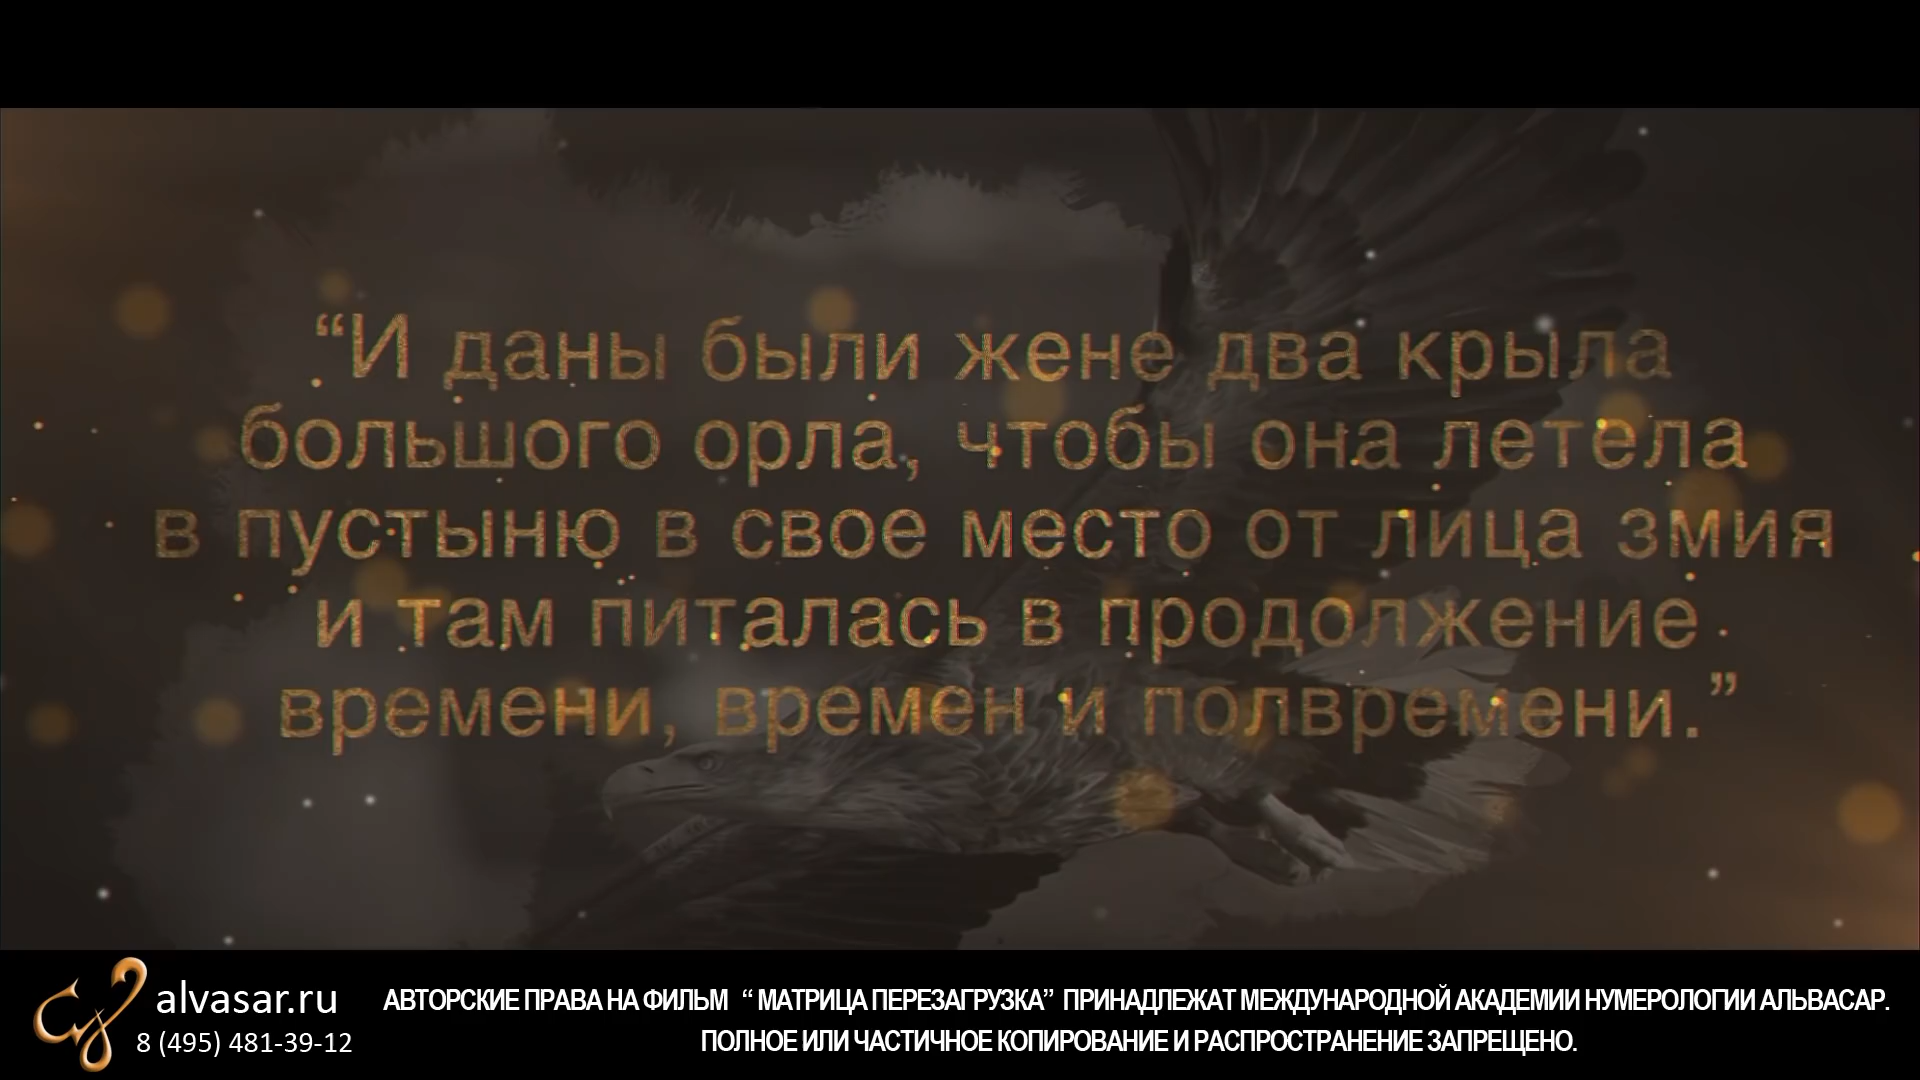 “И даны были жене два крыла
большого орла, чтобы она летела
в пустыню в свое место от лица змия
и там питалась в продолжение
времени, времен и полвремени.”
alvasar.ru
8 (495) 481-39-12
АВТОРСКИЕ ПРАВА НА ФИЛЬМ “ МАТРИЦА ПЕРЕЗАГРУЗКА” ПРИНАДЛЕЖАТ МЕЖДУНАРОДНОЙ АКАДЕМИИ НУМЕРОЛОГИИ АЛЬВАСАР.
ПОЛНОЕ ИЛИ ЧАСТИЧНОЕ КОПИРОВАНИЕ И РАСПРОСТРАНЕНИЕ ЗАПРЕЩЕНО.